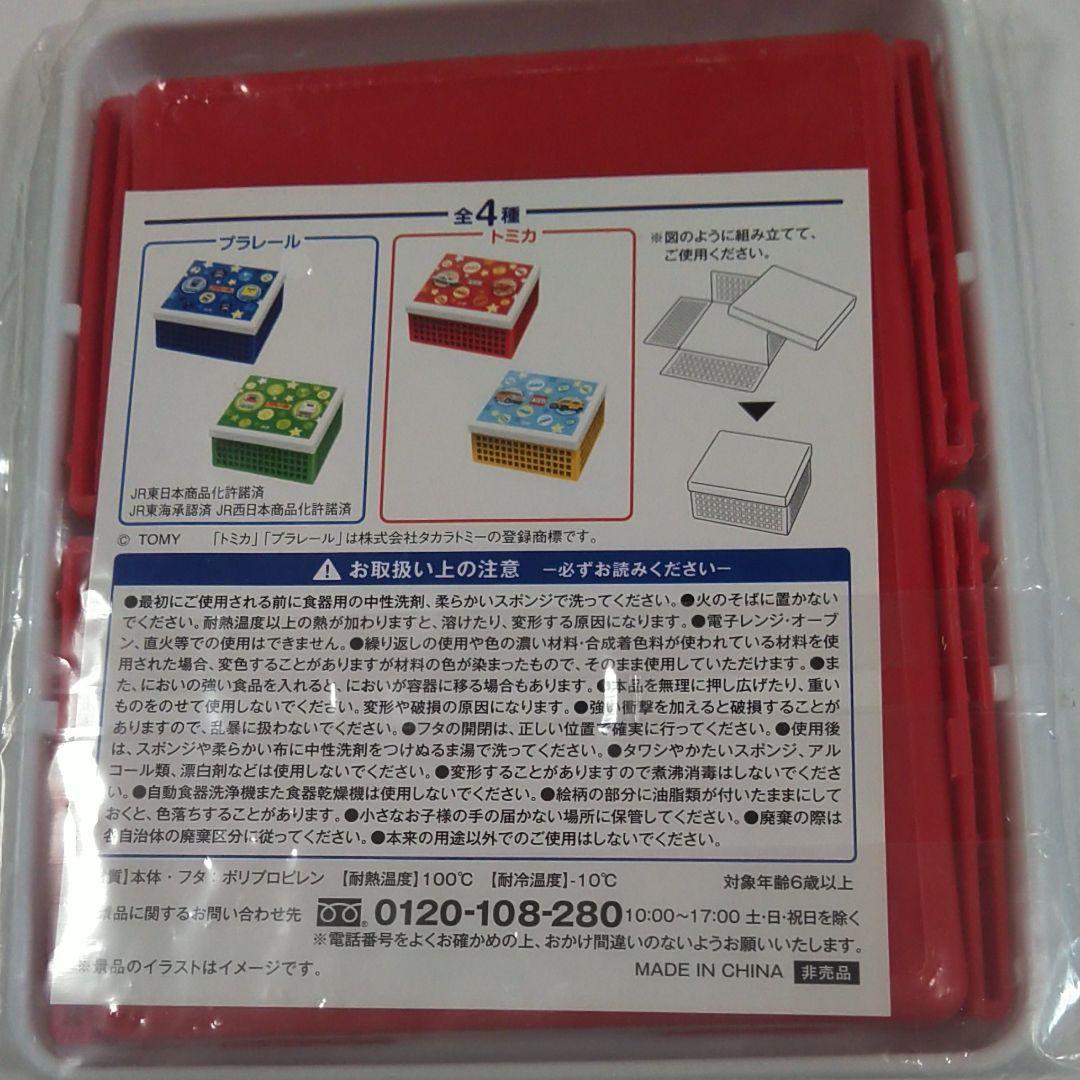 全4種
プラレール
トミカ
※図のように組み立てて、
ご使用ください。
JR東日本商品化許諾済
JR東海承認済 JR西日本商品化許諾済
© TOMY 「トミカ」「プラレール」は株式会社タカラトミーの登録商標です。
お取扱い上の注意 ー必ずお読みくださいー
●最初にご使用される前に食器用の中性洗剤、柔らかいスポンジで洗ってください。●火のそばに置かない
でください。耐熱温度以上の熱が加わりますと、溶けたり、変形する原因になります。●電子レンジ・オーブ
ン、直火等での使用はできません。●繰り返しの使用や色の濃い材料・合成着色料が使われている材料を使
用された場合、変色することがありますが材料の色が染まったもので、そのまま使用していただけます。●ま
た、においの強い食品を入れると、においが容器に移る場合もあります。●本品を無理に押し広げたり、重い
ものをのせて使用しないでください。変形や破損の原因になります。●強い衝撃を加えると破損することが
ありますので、乱暴に扱わないでください。●フタの開閉は、正しい位置で確実に行ってください。●使用後
は、スポンジや柔らかい布に中性洗剤をつけぬるま湯で洗ってください。●タワシやかたいスポンジ、アル
コール類、漂白剤などは使用しないでください。●変形することがありますので煮沸消毒はしないでくださ
い。●自動食器洗浄機また食器乾燥機は使用しないでください。●絵柄の部分に油脂類が付いたままにして
おくと、色落ちすることがあります。●小さなお子様の手の届かない場所に保管してください。●廃棄の際は
各自治体の廃棄区分に従ってください。●本来の用途以外でのご使用はしないでください。
質】本体・フタ：ポリプロピレン 【耐熱温度】100℃ 【耐冷温度】-10℃ 対象年齢6歳以上
景品に関するお問い合わせ先 0120-108-280 10:00〜17:00 土・日・祝日を除く
※電話番号をよくお確かめの上、おかけ間違いのないようお願いいたします。
※景品のイラストはイメージです。 MADE IN CHINA 非売品